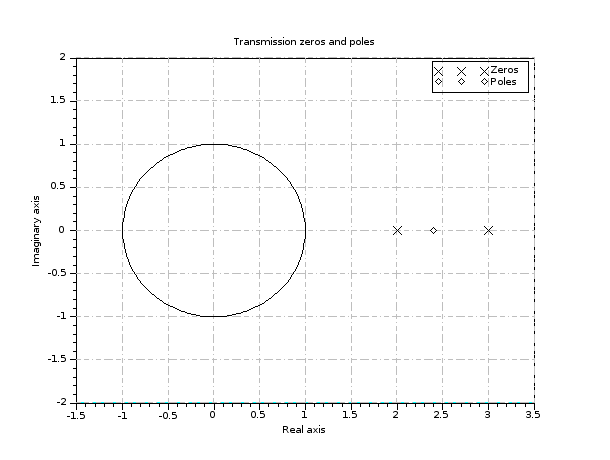 Transmission zeros and poles
2
Zeros
Poles
1.5
1
0.5
0
-0.5
-1
-1.5
-2
Imaginary axis
-1.5 -1 -0.5 0 0.5 1 1.5 2 2.5 3 3.5
Real axis